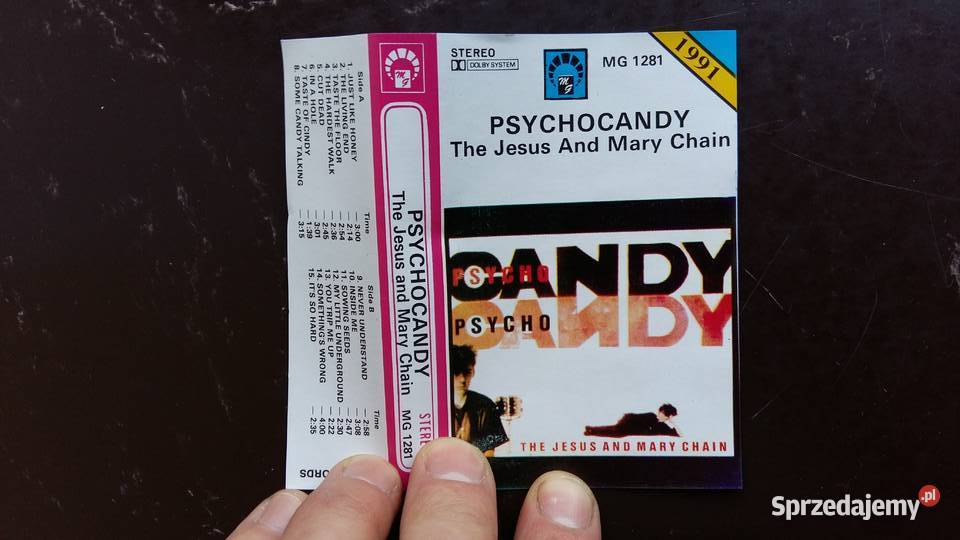 STEREO
DOLBY SYSTEM
MG
MG 1281
1991
PSYCHOCANDY
The Jesus And Mary Chain
CANDY
PSYCHO
CANDY
PSYCHO
THE JESUS AND MARY CHAIN
MG
PSYCHOCANDY
The Jesus and Mary Chain
STERE
MG 1281
Side A Time
1. JUST LIKE HONEY — 3:00
2. THE LIVING END — 2:14
3. TASTE THE FLOOR — 2:54
4. THE HARDEST WALK — 2:36
5. CUT DEAD — 2:45
6. IN A HOLE — 3:01
7. TASTE OF CINDY — 1:39
8. SOME CANDY TALKING — 3:15
Side B Time
9. NEVER UNDERSTAND — 2:58
10. INSIDE ME — 3:08
11. SOWING SEEDS — 2:47
12. MY LITTLE UNDERGROUND — 2:30
13. YOU TRIP ME UP — 2:22
14. SOMETHING'S WRONG — 4:00
15. IT'S SO HARD — 2:35
ORDS
Sprzedajemy.pl